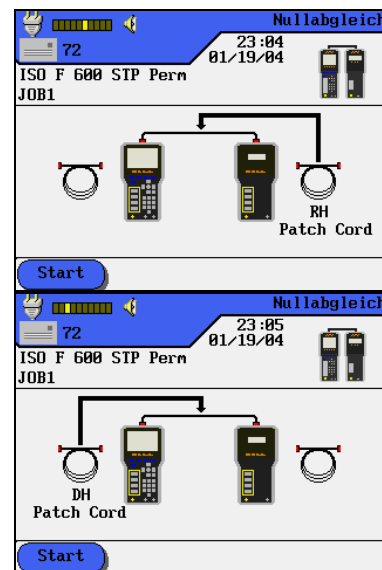 Nullabgleich
72
23:04
01/19/04
ISO F 600 STP Perm
JOB1
RH
Patch Cord
Start
Nullabgleich
72
23:05
01/19/04
ISO F 600 STP Perm
JOB1
DH
Patch Cord
Start